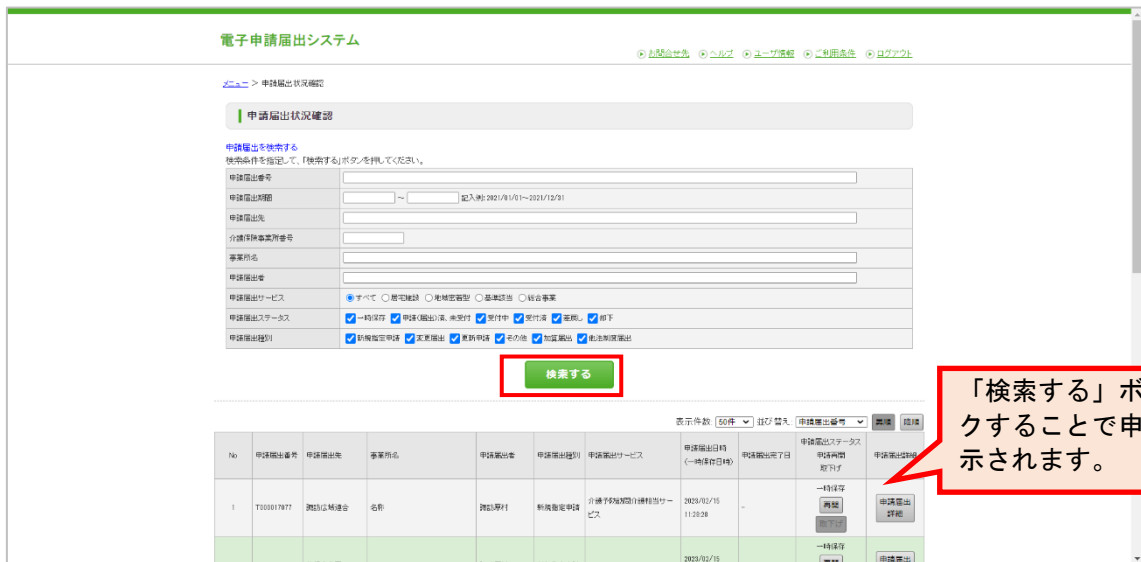 電子申請届出システム
お問合せ先 ヘルプ ユーザ情報 ご利用条件 ログアウト
メニュー > 申請届出状況確認
申請届出状況確認
申請届出を検索する
検索条件を指定して、「検索する」ボタンを押してください。
申請届出番号
申請届出期間 ～ 記入例: 2021/01/01～2021/12/31
申請届出先
介護保険事業所番号
事業所名
申請届出者
申請届出サービス すべて 居宅施設 地域密着型 基準該当 総合事業
申請届出ステータス 一時保存 申請(届出)済、未受付 受付中 受付済 差戻し 却下
申請届出種別 新規指定申請 変更届出 更新申請 その他 加算届出 他法制度届出
検索する
「検索する」ボ
クすることで申
示されます。
表示件数 50件 並び替え 申請届出番号 昇順 降順
No 申請届出番号 申請届出先 事業所名 申請届出者 申請届出種別 申請届出サービス 申請届出日時 (一時保存日時) 申請届出完了日 申請届出ステータス 申請再開 取下げ 申請届出詳細
1 T000017877 諏訪広域連合 名称 諏訪原村 新規指定申請 介護予防訪問介護相当サービス 2023/02/15 11:20:28 - 一時保存 再開 取下げ 申請届出詳細
2023/02/15 一時保存 再開 申請届出